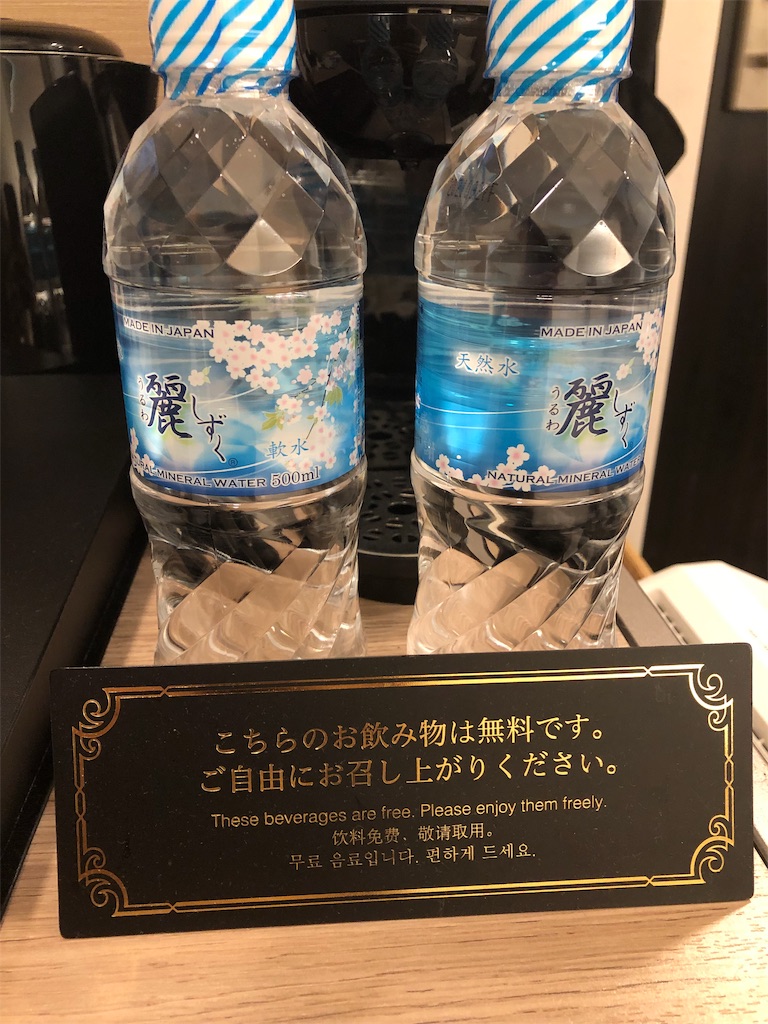 MADE IN JAPAN
麗しずく
うるわ
軟水
NATURAL MINERAL WATER 500ml
MADE IN JAPAN
天然水
麗しずく
うるわ
NATURAL MINERAL WATER
こちらのお飲み物は無料です。
ご自由にお召し上がりください。
These beverages are free. Please enjoy them freely.
饮料免费、敬请取用。
무료 음료입니다. 편하게 드세요.